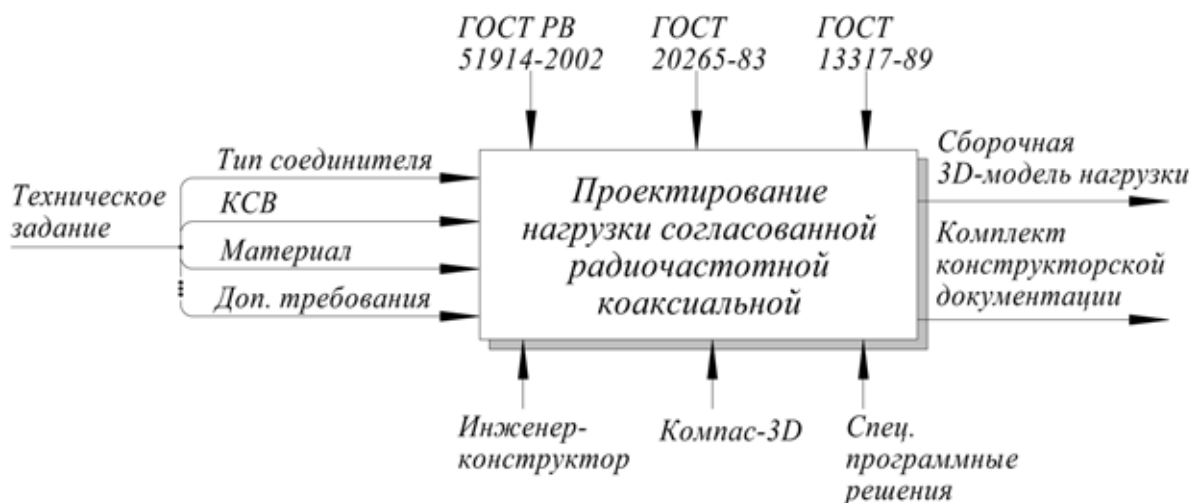 ГОСТ РВ
51914-2002
ГОСТ
20265-83
ГОСТ
13317-89
Техническое
задание
Тип соединителя
КСВ
Материал
Доп. требования
Проектирование
нагрузки согласованной
радиочастотной
коаксиальной
Сборочная
3D-модель нагрузки
Комплект
конструкторской
документации
Инженер-
конструктор
Компас-3D
Спец.
программные
решения